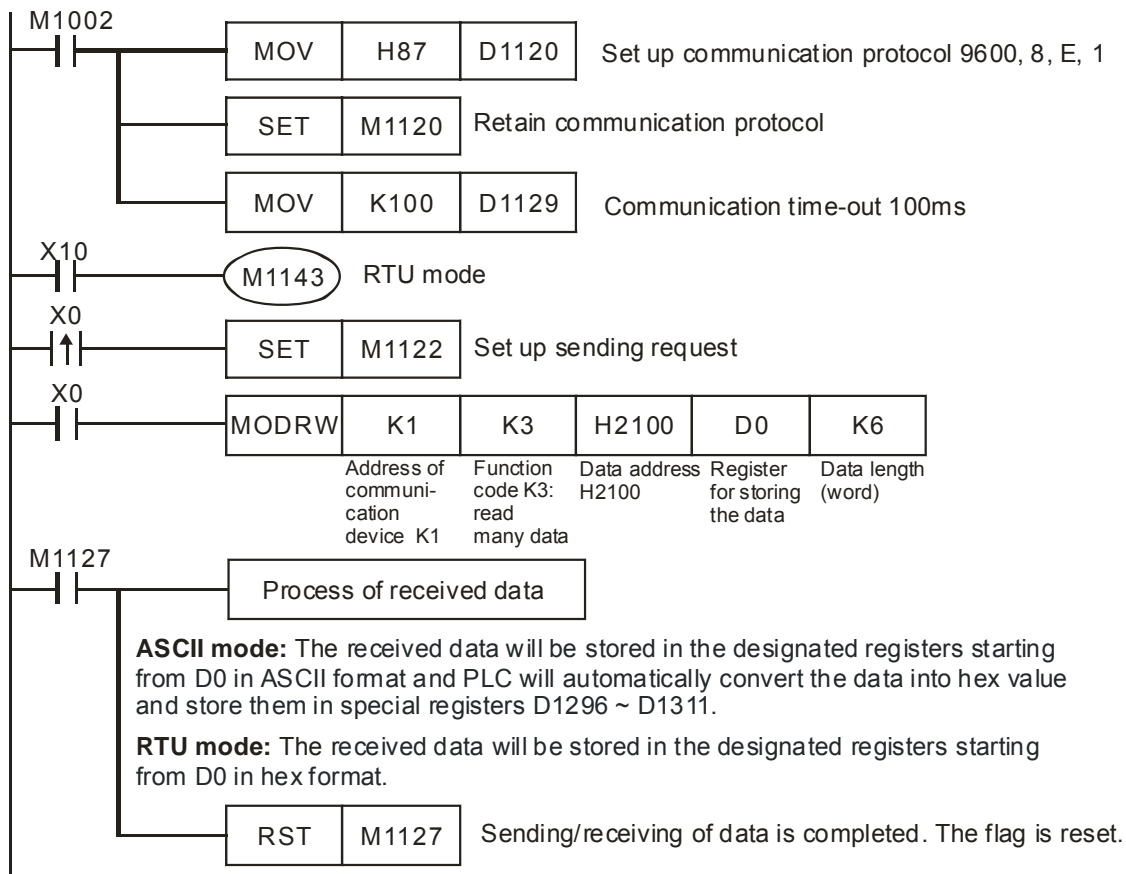 M1002
MOV H87 D1120 Set up communication protocol 9600, 8, E, 1
SET M1120 Retain communication protocol
MOV K100 D1129 Communication time-out 100ms
X10
M1143 RTU mode
X0
SET M1122 Set up sending request
X0
MODRW K1 K3 H2100 D0 K6
Address of
communi-
cation
device K1
Function
code K3:
read
many data
Data address
H2100
Register
for storing
the data
Data length
(word)
M1127
Process of received data
ASCII mode: The received data will be stored in the designated registers starting
from D0 in ASCII format and PLC will automatically convert the data into hex value
and store them in special registers D1296 ~ D1311.
RTU mode: The received data will be stored in the designated registers starting
from D0 in hex format.
RST M1127 Sending/receiving of data is completed. The flag is reset.